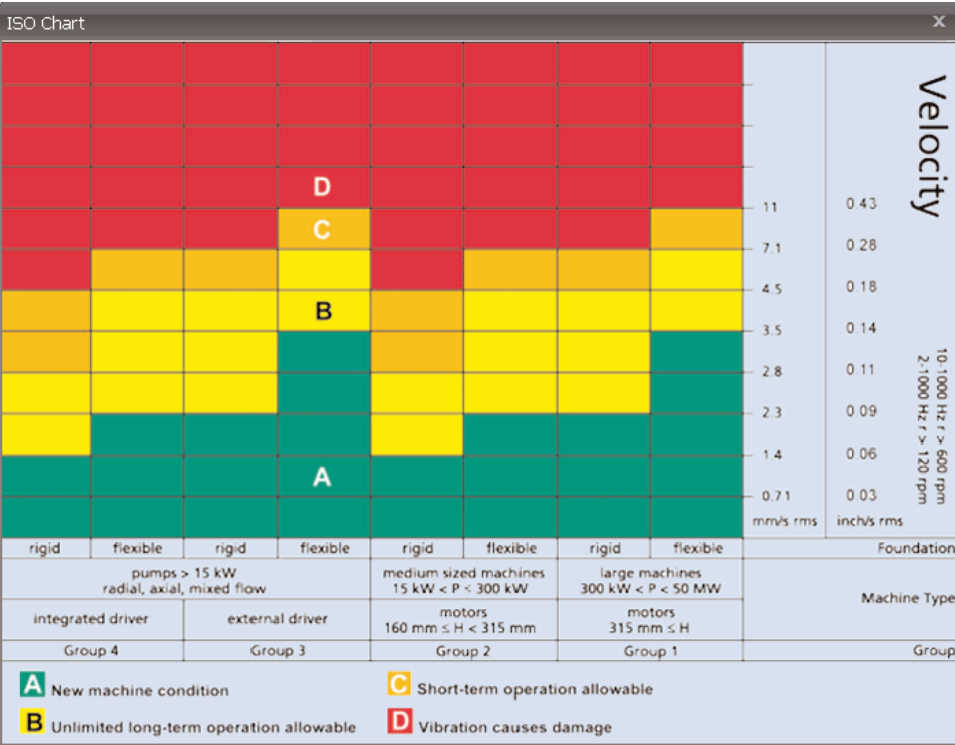 ISO Chart x
D
C
B
A
11 0.43
7.1 0.28
4.5 0.18
3.5 0.14
2.8 0.11
2.3 0.09
1.4 0.06
0.71 0.03
mm/s rms inch/s rms
Velocity
10-1000 Hz r > 600 rpm
2-1000 Hz r > 120 rpm
rigid flexible rigid flexible rigid flexible rigid flexible Foundation
pumps > 15 kW
radial, axial, mixed flow
medium sized machines
15 kW < P ≤ 300 kW
large machines
300 kW < P < 50 MW
Machine Type
integrated driver external driver
motors
160 mm ≤ H < 315 mm
motors
315 mm ≤ H
Group 4 Group 3 Group 2 Group 1 Group
A New machine condition
C Short-term operation allowable
B Unlimited long-term operation allowable
D Vibration causes damage